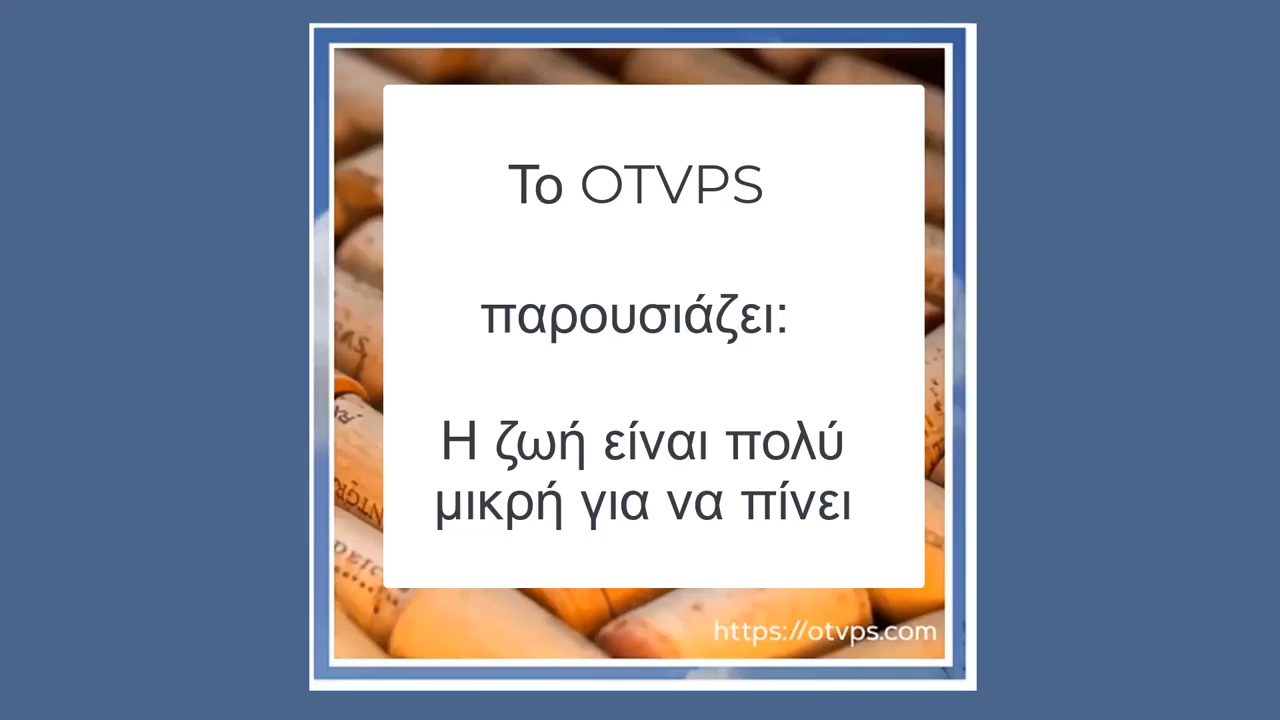 Το OTVPS
παρουσιάζει:
Η ζωή είναι πολύ
μικρή για να πίνει
https://otvps.com